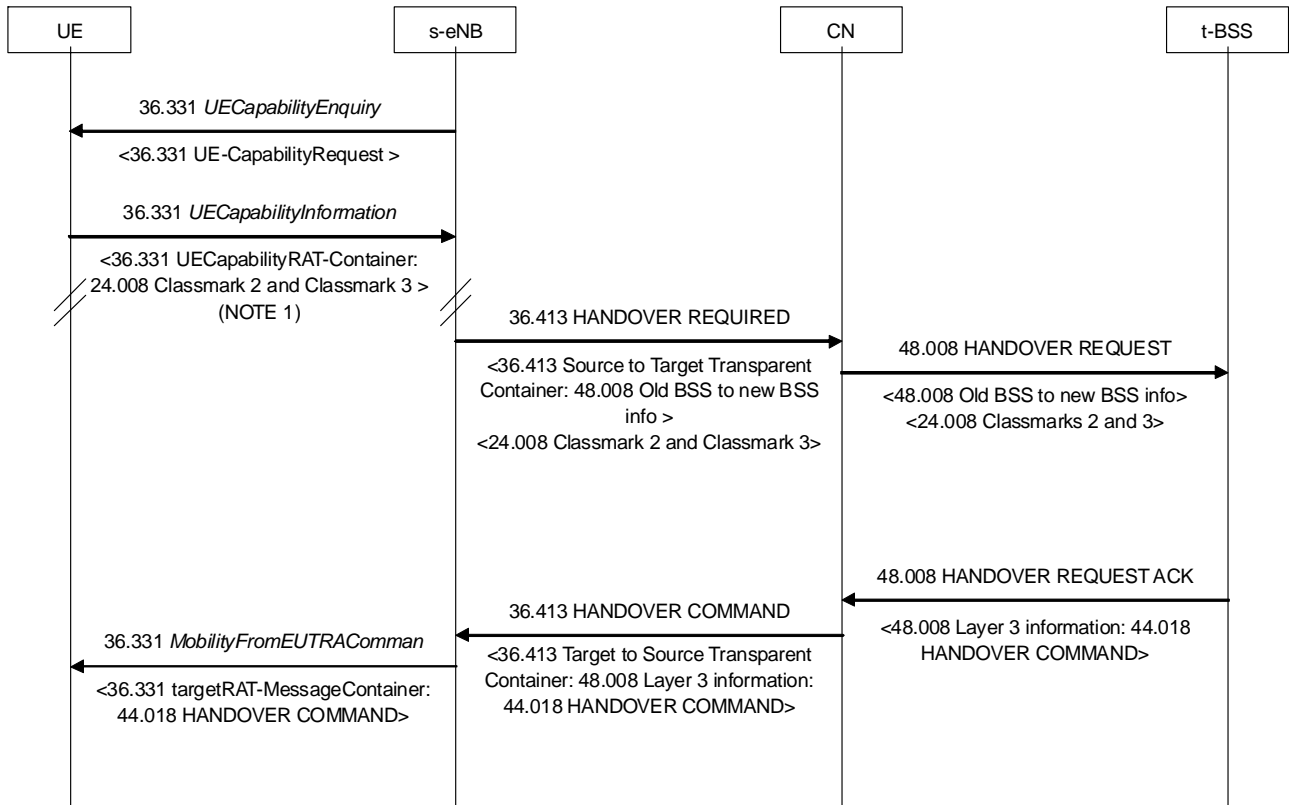 UE
s-eNB
CN
t-BSS
36.331 UECapabilityEnquiry
<36.331 UE-CapabilityRequest >
36.331 UECapabilityInformation
<36.331 UECapabilityRAT-Container:
24.008 Classmark 2 and Classmark 3 >
(NOTE 1)
36.413 HANDOVER REQUIRED
<36.413 Source to Target Transparent
Container: 48.008 Old BSS to new BSS
info >
<24.008 Classmark 2 and Classmark 3>
48.008 HANDOVER REQUEST
<48.008 Old BSS to new BSS info>
<24.008 Classmarks 2 and 3>
48.008 HANDOVER REQUEST ACK
<48.008 Layer 3 information: 44.018
HANDOVER COMMAND>
36.413 HANDOVER COMMAND
<36.413 Target to Source Transparent
Container: 48.008 Layer 3 information:
44.018 HANDOVER COMMAND>
36.331 MobilityFromEUTRAComman
<36.331 targetRAT-MessageContainer:
44.018 HANDOVER COMMAND>